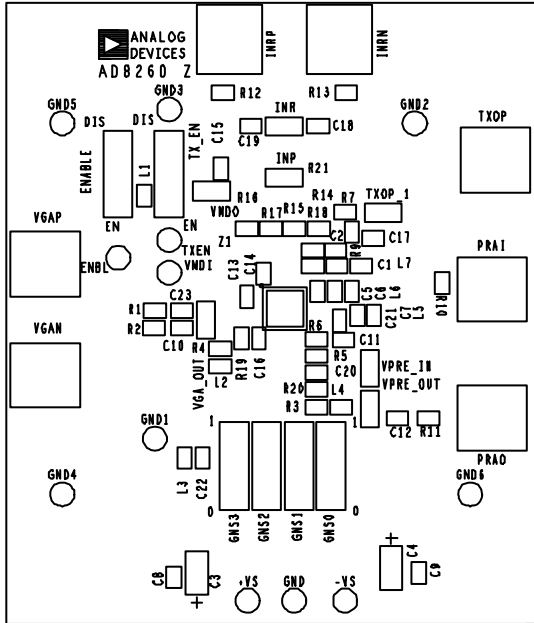 ANALOG
DEVICES
AD8260 Z
INRP
INRN
R12
R13
GND5
GND3
GND2
DIS
DIS
TX_EN
ENABLE
L1
C15
C19
INR
C18
TXOP
INP
R21
R14
R16
VMDO
R17
R15
R18
R7
TXOP_1
VGAP
EN
EN
Z1
C2
R9
C17
TXEN
ENBL
VMDI
C1
L7
PRAI
C13
C14
C5
C6
L6
R10
R1
C23
C7
L5
C21
VGAN
R2
C10
R4
R19
C16
R6
C11
R5
VGA_OUT
L2
C20
VPRE_IN
R20
L4
VPRE_OUT
R3
C12
R11
GND1
PRAO
1
1
L3
C22
GND4
GND6
0
0
GNS3
GNS2
GNS1
GNS0
C8
C3
+
+VS
GND
-VS
+
C4
C9